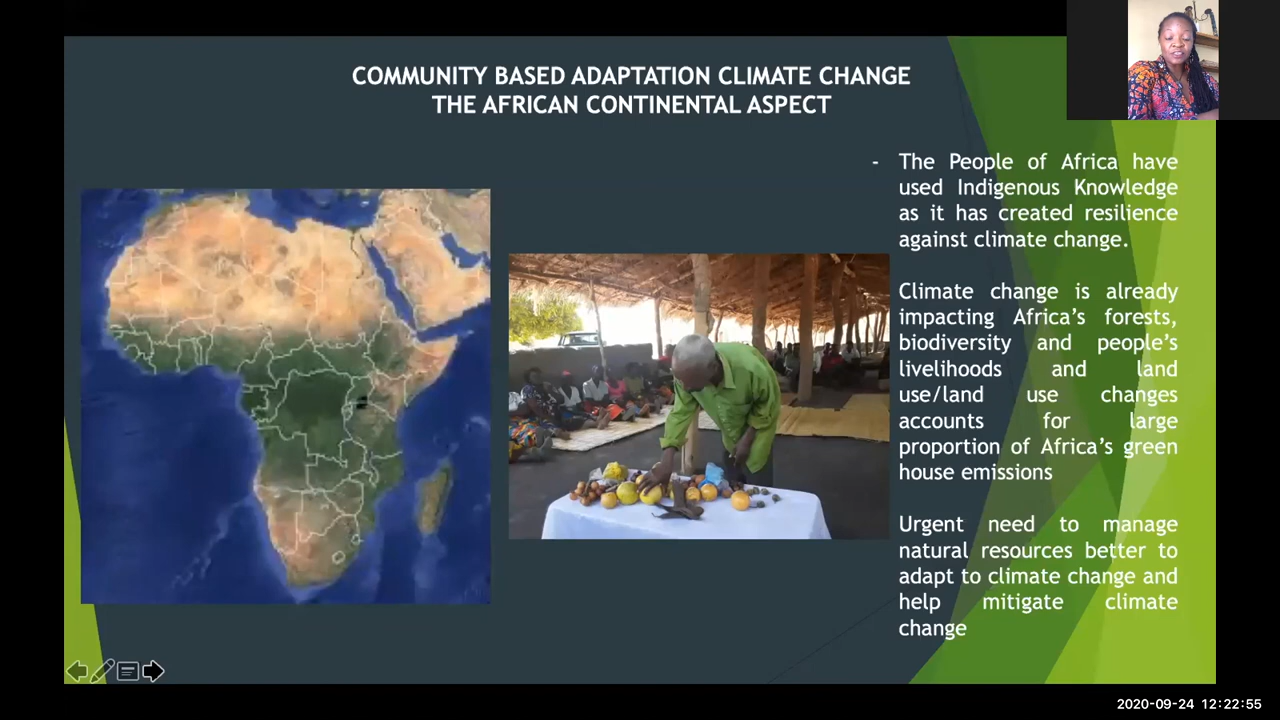 COMMUNITY BASED ADAPTATION CLIMATE CHANGE
THE AFRICAN CONTINENTAL ASPECT
- The People of Africa have
used Indigenous Knowledge
as it has created resilience
against climate change.
Climate change is already
impacting Africa's forests,
biodiversity and people's
livelihoods and land
use/land use changes
accounts for large
proportion of Africa's green
house emissions
Urgent need to manage
natural resources better to
adapt to climate change and
help mitigate climate
change
2020-09-24 12:22:55